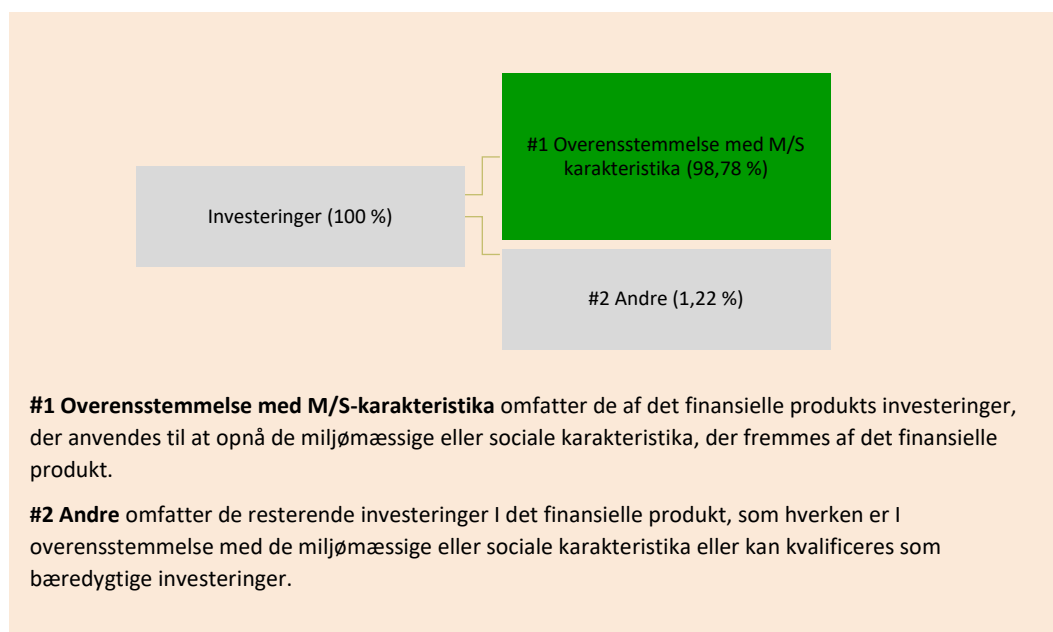 #1 Overensstemmelse med M/S
karakteristika (98,78 %)
Investeringer (100 %)
#2 Andre (1,22 %)
#1 Overensstemmelse med M/S-karakteristika omfatter de af det finansielle produkts investeringer,
der anvendes til at opnå de miljømæssige eller sociale karakteristika, der fremmes af det finansielle
produkt.
#2 Andre omfatter de resterende investeringer I det finansielle produkt, som hverken er I
overensstemmelse med de miljømæssige eller sociale karakteristika eller kan kvalificeres som
bæredygtige investeringer.